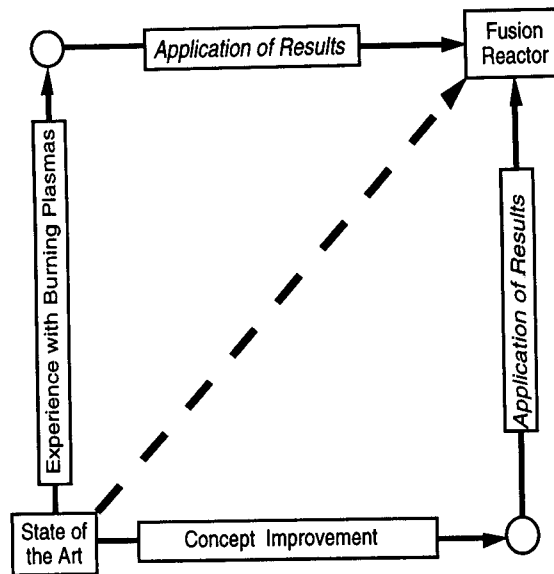 Application of Results
Fusion
Reactor
Experience with Burning Plasmas
Application of Results
State of
the Art
Concept Improvement